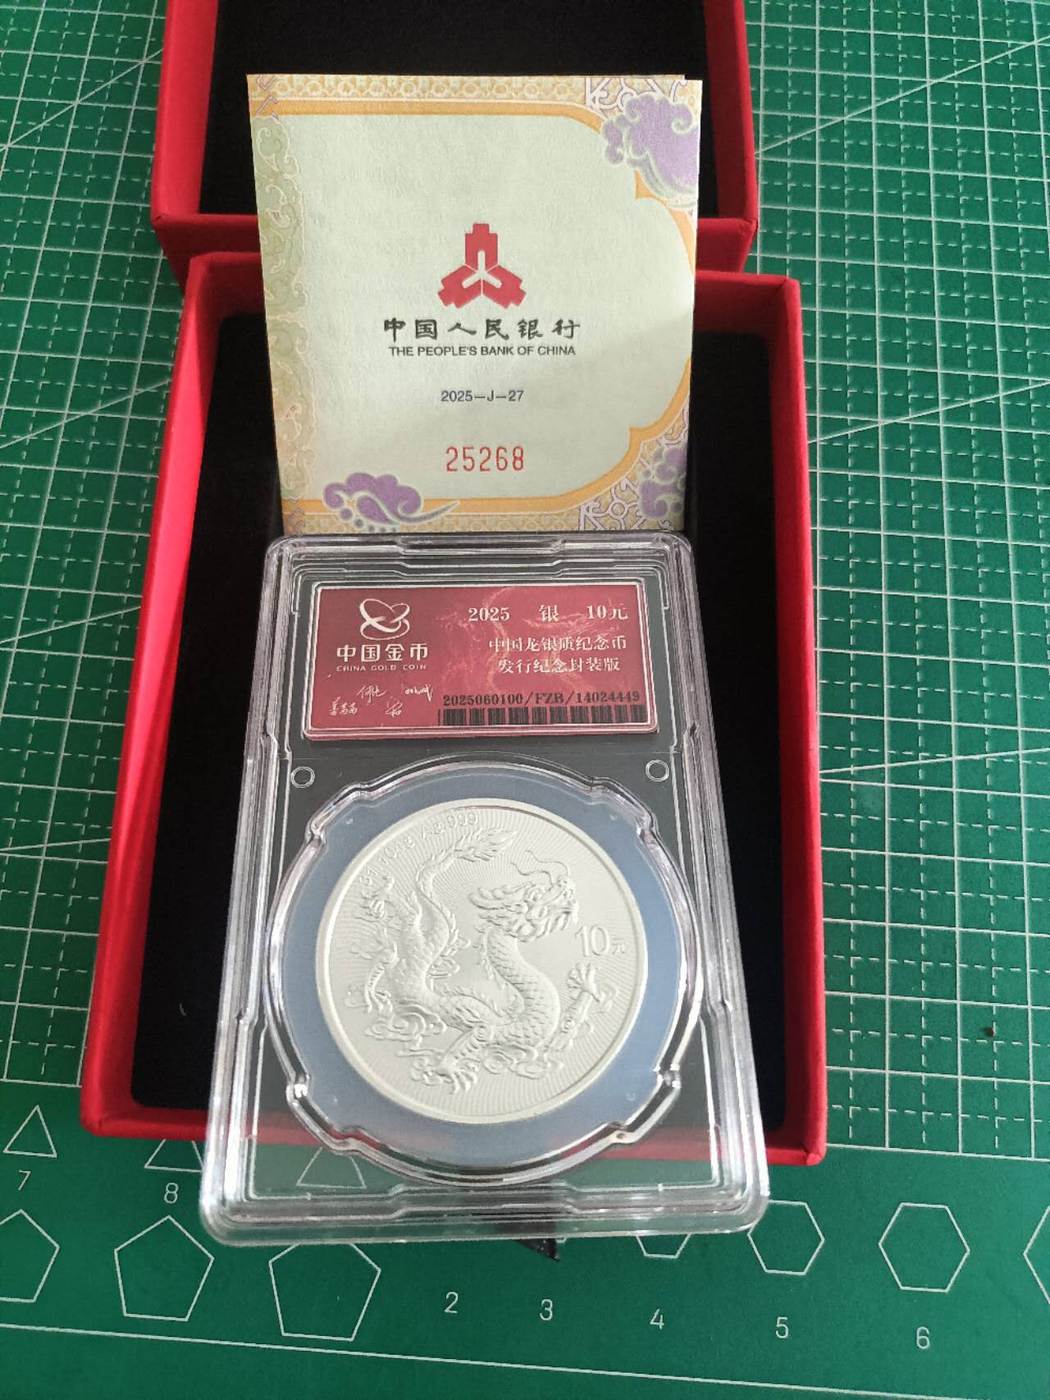 中国人民银行
THE PEOPLE'S BANK OF CHINA
2025—J—27
25268
2025 银 10元
中国金币
CHINA GOLD COIN
中国龙银质纪念币
发行纪念封装版
2025060100/FZB/14024449
10元
7
8
2
3
4
5
6